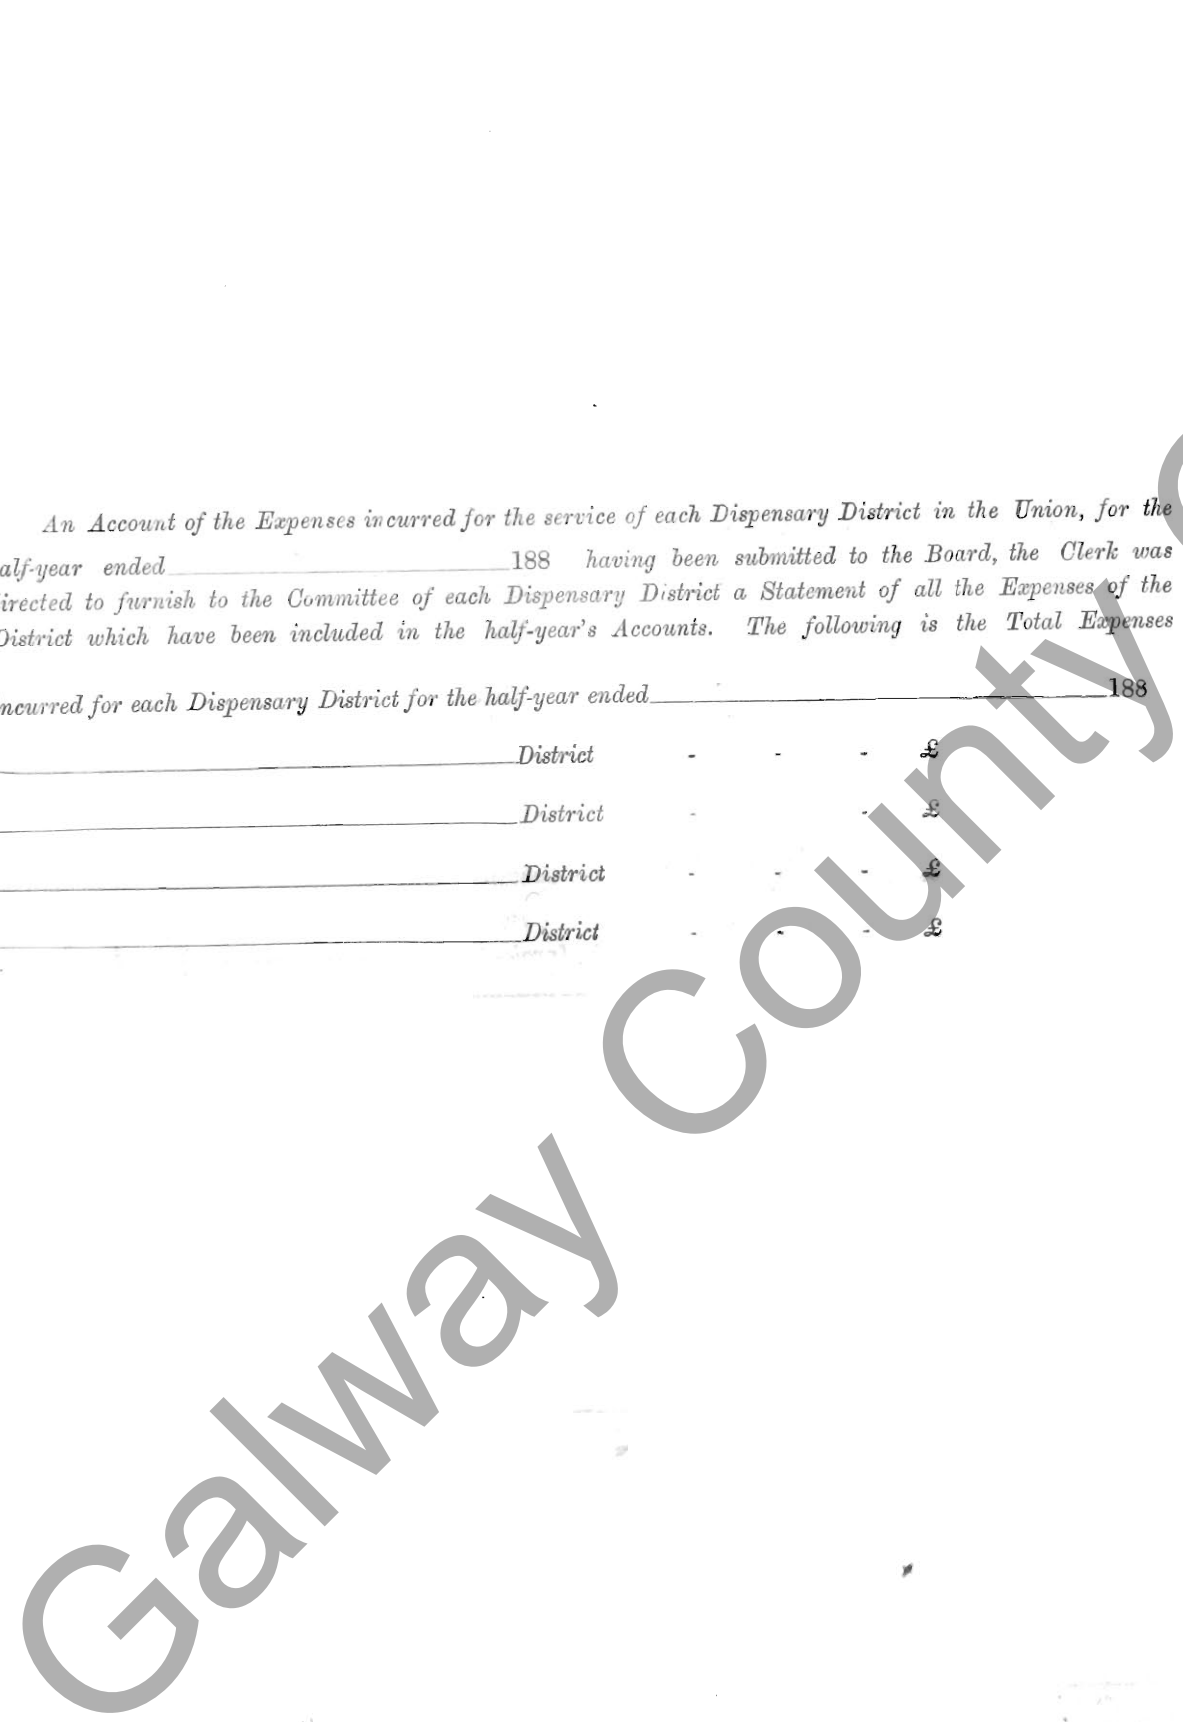 An Account of the Expenses incurred for the service of each Dispensary District in the Union, for the
alf-year ended 188 having been submitted to the Board, the Clerk was
irected to furnish to the Committee of each Dispensary District a Statement of all the Expenses of the
District which have been included in the half-year's Accounts. The following is the Total Expenses
ncurred for each Dispensary District for the half-year ended 188
District - - - £
District - - £
District - - - £
District - - - £
Galway County